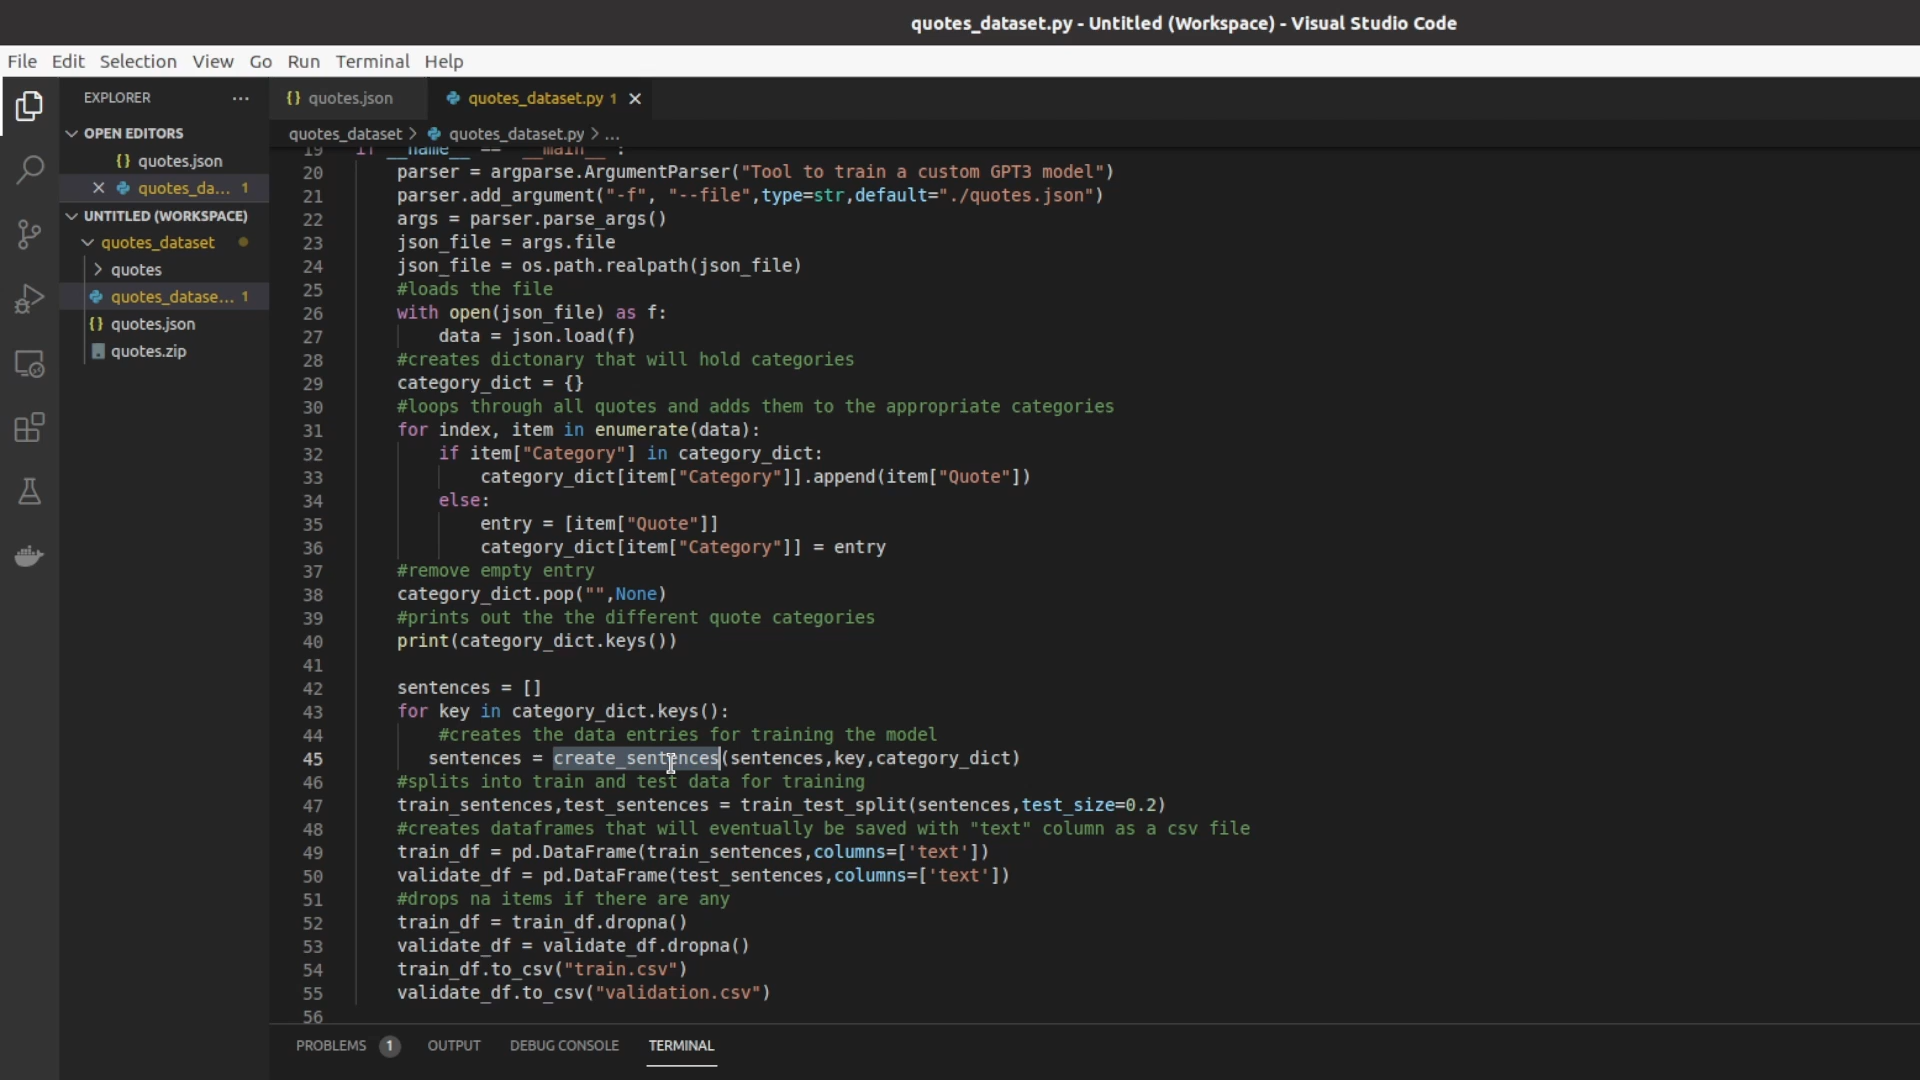 quotes_dataset.py - Untitled (Workspace) - Visual Studio Code
File Edit Selection View Go Run Terminal Help
EXPLORER ...
{} quotes.json
quotes_dataset.py 1 ×
OPEN EDITORS
{} quotes.json
× quotes_da... 1
UNTITLED (WORKSPACE)
quotes_dataset
> quotes
quotes_datase... 1
{} quotes.json
quotes.zip
quotes_dataset > quotes_dataset.py > ...
19 if __name__ == "__main__":
20 parser = argparse.ArgumentParser("Tool to train a custom GPT3 model")
21 parser.add_argument("-f", "--file",type=str,default="./quotes.json")
22 args = parser.parse_args()
23 json_file = args.file
24 json_file = os.path.realpath(json_file)
25 #loads the file
26 with open(json_file) as f:
27 data = json.load(f)
28 #creates dictonary that will hold categories
29 category_dict = {}
30 #loops through all quotes and adds them to the appropriate categories
31 for index, item in enumerate(data):
32 if item["Category"] in category_dict:
33 category_dict[item["Category"]].append(item["Quote"])
34 else:
35 entry = [item["Quote"]]
36 category_dict[item["Category"]] = entry
37 #remove empty entry
38 category_dict.pop("",None)
39 #prints out the the different quote categories
40 print(category_dict.keys())
41
42 sentences = []
43 for key in category_dict.keys():
44 #creates the data entries for training the model
45 sentences = create_sentences(sentences,key,category_dict)
46 #splits into train and test data for training
47 train_sentences,test_sentences = train_test_split(sentences,test_size=0.2)
48 #creates dataframes that will eventually be saved with "text" column as a csv file
49 train_df = pd.DataFrame(train_sentences,columns=['text'])
50 validate_df = pd.DataFrame(test_sentences,columns=['text'])
51 #drops na items if there are any
52 train_df = train_df.dropna()
53 validate_df = validate_df.dropna()
54 train_df.to_csv("train.csv")
55 validate_df.to_csv("validation.csv")
56
PROBLEMS 1 OUTPUT DEBUG CONSOLE TERMINAL